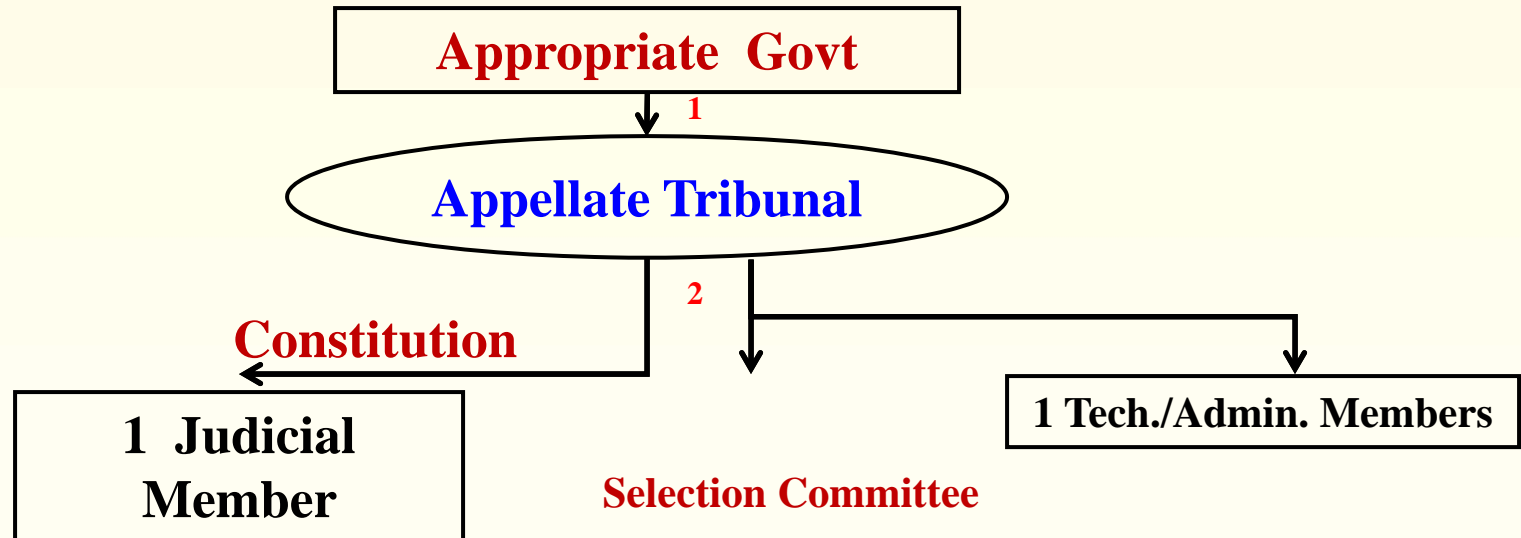 Appropriate Govt
1
Appellate Tribunal
2
Constitution
1 Judicial
Member
1 Tech./Admin. Members
Selection Committee